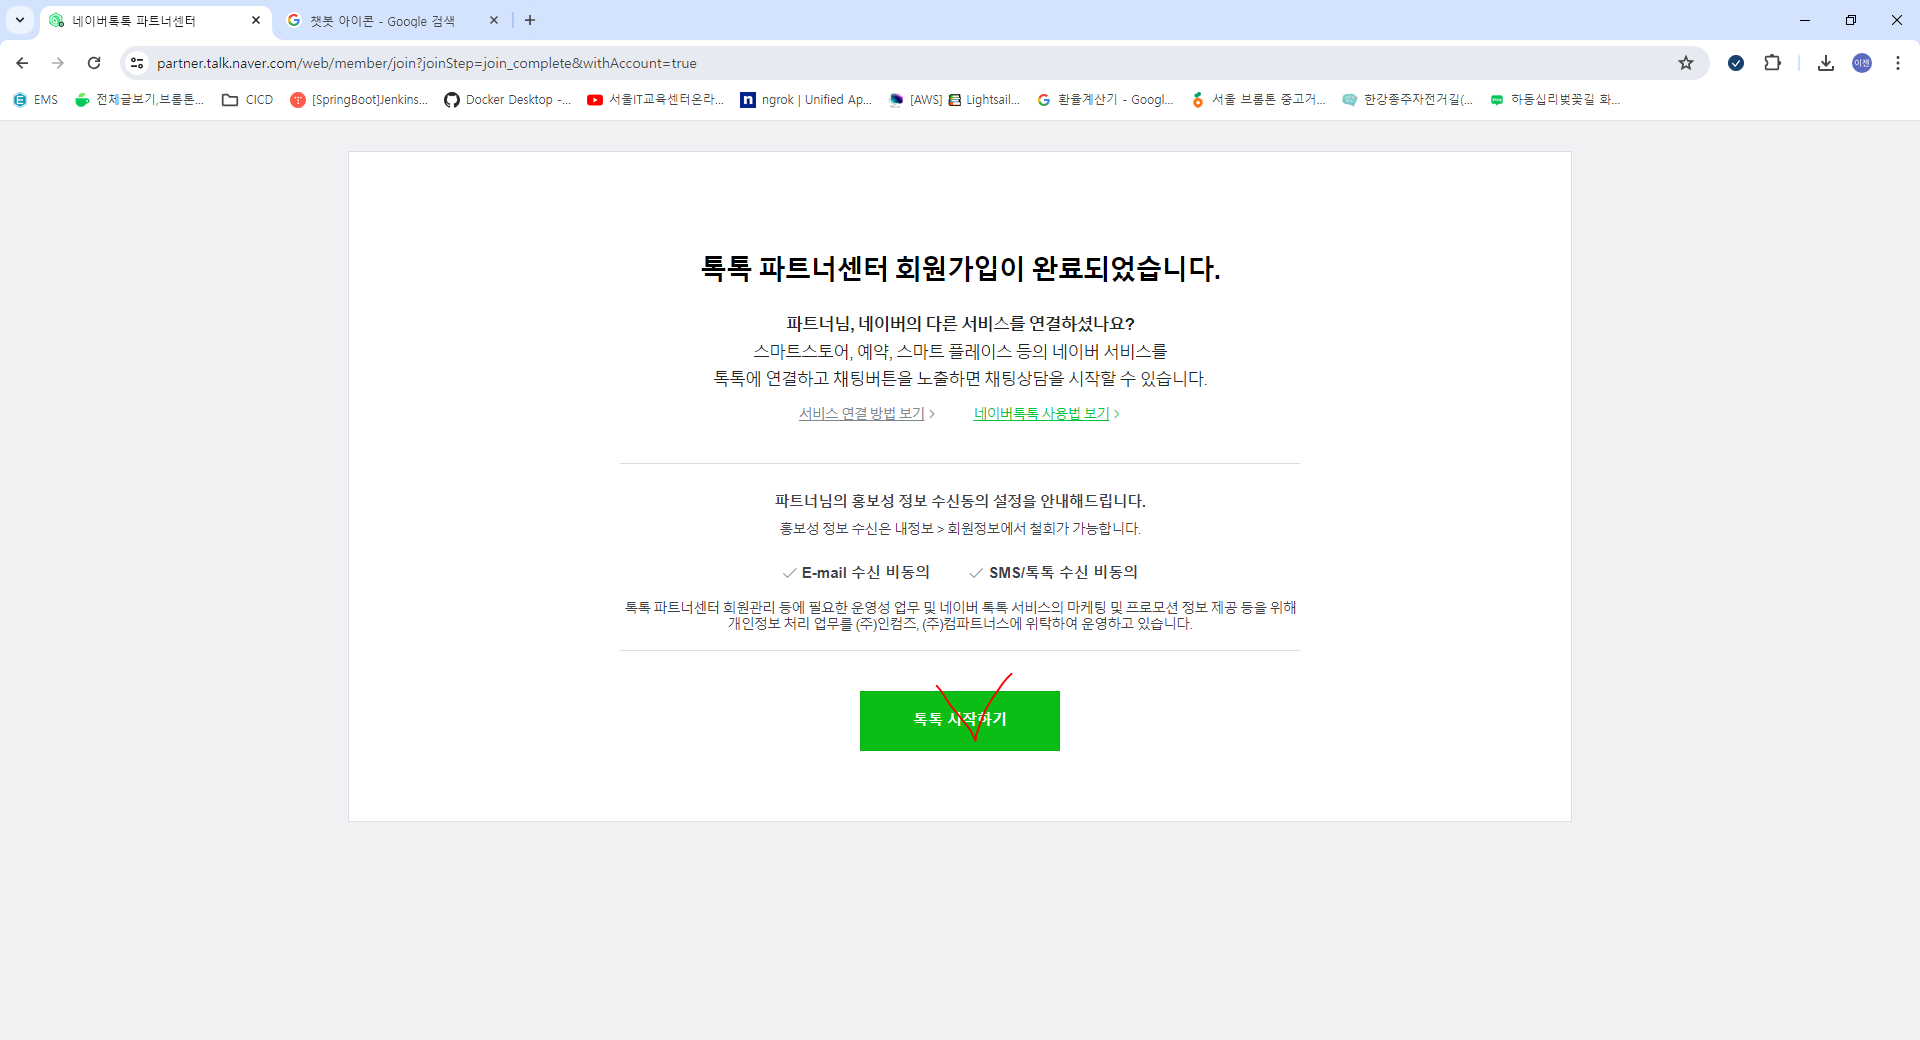 네이버톡톡 파트너센터
챗봇 아이콘 - Google 검색
partner.talk.naver.com/web/member/join?joinStep=join_complete&withAccount=true
이젠
EMS
전체글보기,브롬톤...
CICD
[SpringBoot]Jenkins...
Docker Desktop -...
서울IT교육센터온라...
ngrok | Unified Ap...
[AWS] Lightsail...
환율계산기 - Googl...
서울 브롬톤 중고거...
한강종주자전거길(...
하동십리벚꽃길 화...
톡톡 파트너센터 회원가입이 완료되었습니다.
파트너님, 네이버의 다른 서비스를 연결하셨나요?
스마트스토어, 예약, 스마트 플레이스 등의 네이버 서비스를
톡톡에 연결하고 채팅버튼을 노출하면 채팅상담을 시작할 수 있습니다.
서비스 연결 방법 보기 >
네이버톡톡 사용법 보기 >
파트너님의 홍보성 정보 수신동의 설정을 안내해드립니다.
홍보성 정보 수신은 내정보 > 회원정보에서 철회가 가능합니다.
E-mail 수신 비동의
SMS/톡톡 수신 비동의
톡톡 파트너센터 회원관리 등에 필요한 운영성 업무 및 네이버 톡톡 서비스의 마케팅 및 프로모션 정보 제공 등을 위해
개인정보 처리 업무를 (주)인컴즈, (주)컴파트너스에 위탁하여 운영하고 있습니다.
톡톡 시작하기